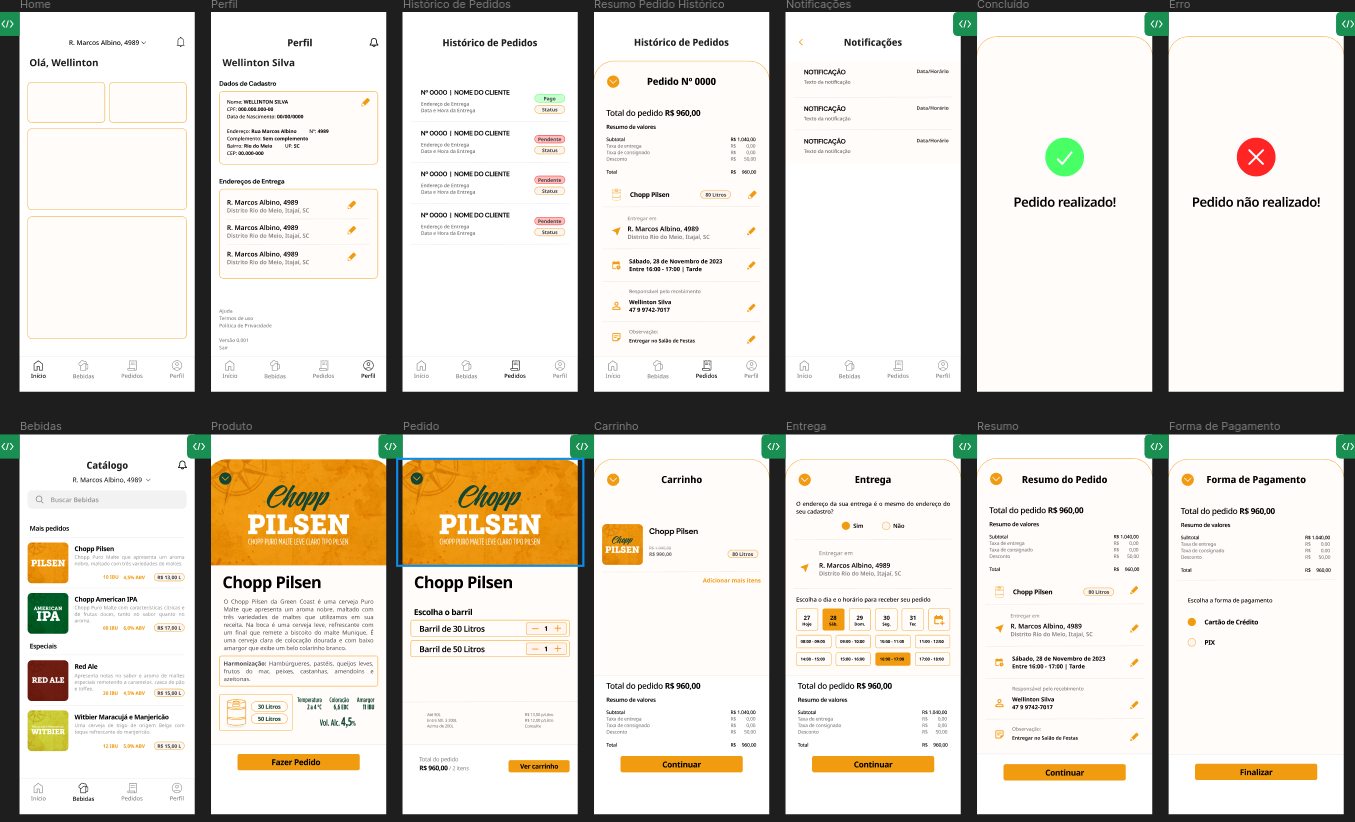 Home
R. Marcos Albino, 4989
Olá, Wellinton
Início
Bebidas
Pedidos
Perfil
Perfil
Perfil
Wellinton Silva
Dados de Cadastro
Nome: WELLINTON SILVA
CPF: 000.000.000-00
Data de Nascimento: 00/00/0000
Endereço: Rua Marcos Albino Nº: 4989
Complemento: Sem complemento
Bairro: Rio do Meio UF: SC
CEP: 00.000-000
Endereços de Entrega
R. Marcos Albino, 4989
Distrito Rio do Meio, Itajaí, SC
R. Marcos Albino, 4989
Distrito Rio do Meio, Itajaí, SC
R. Marcos Albino, 4989
Distrito Rio do Meio, Itajaí, SC
Ajuda
Termos de uso
Política de Privacidade
Versão 0.001
Sair
Início
Bebidas
Pedidos
Perfil
Histórico de Pedidos
Histórico de Pedidos
Nº 0000 | NOME DO CLIENTE
Endereço de Entrega
Data e Hora da Entrega
Pago
Status
Nº 0000 | NOME DO CLIENTE
Endereço de Entrega
Data e Hora da Entrega
Pendente
Status
Nº 0000 | NOME DO CLIENTE
Endereço de Entrega
Data e Hora da Entrega
Pendente
Status
Nº 0000 | NOME DO CLIENTE
Endereço de Entrega
Data e Hora da Entrega
Pendente
Status
Início
Bebidas
Pedidos
Perfil
Resumo Pedido Histórico
Histórico de Pedidos
Pedido Nº 0000
Total do pedido R$ 960,00
Resumo de valores
Subtotal R$ 1.040,00
Taxa de entrega R$ 0,00
Taxa de consignado R$ 0,00
Desconto R$ 50,00
Total R$ 960,00
Chopp Pilsen 80 Litros
Entregar em
R. Marcos Albino, 4989
Distrito Rio do Meio, Itajaí, SC
Sábado, 28 de Novembro de 2023
Entre 16:00 - 17:00 | Tarde
Responsável pelo recebimento
Wellinton Silva
47 9 9742-7017
Observação:
Entregar no Salão de Festas
Início
Bebidas
Pedidos
Perfil
Notificações
Notificações
NOTIFICAÇÃO Data/Horário
Texto da notificação
NOTIFICAÇÃO Data/Horário
Texto da notificação
NOTIFICAÇÃO Data/Horário
Texto da notificação
Início
Bebidas
Pedidos
Perfil
Concluído
Pedido realizado!
Erro
Pedido não realizado!
Bebidas
Catálogo
R. Marcos Albino, 4989
Buscar Bebidas
Mais pedidos
PILSEN
Chopp Pilsen
Chopp Puro Malte que apresenta um aroma
nobre, maltado com três variedades de maltes.
10 IBU 4,5% ABV R$ 13,00 L
AMERICAN
IPA
Chopp American IPA
Chopp Puro Malte com características cítricas e
de frutas doces, tanto no sabor quanto no
aroma.
60 IBU 6,0% ABV R$ 17,00 L
Especiais
RED ALE
Red Ale
Apresenta notas no sabor e aroma de maltes
especiais remetendo a caramelo, casca de pão
e toffee.
20 IBU 4,5% ABV R$ 15,00 L
WITBIER
Witbier Maracujá e Manjericão
Uma cerveja de trigo de origem Belga com
toque refrescante do manjericão.
12 IBU 5,0% ABV R$ 15,00 L
Início
Bebidas
Pedidos
Perfil
Produto
Chopp
PILSEN
CHOPP PURO MALTE LEVE CLARO TIPO PILSEN
Chopp Pilsen
O Chopp Pilsen da Green Coast é uma cerveja Puro
Malte que apresenta um aroma nobre, maltado com
três variedades de maltes que utilizamos em sua
receita. Na boca é uma cerveja leve, refrescante com
um final que remete a biscoito do malte Munique. É
uma cerveja clara de colocação dourada e com baixo
amargor que exibe um belo colarinho branco.
Harmonização: Hambúrgueres, pastéis, queijos leves,
frutos do mar, peixes, castanhas, amendoins e
azeitonas.
30 Litros
50 Litros
Temperatura
2 a 4°C
Coloração
6,6 EBC
Amargor
11 IBU
Vol. Alc. 4,5%
Fazer Pedido
Pedido
Chopp
PILSEN
CHOPP PURO MALTE LEVE CLARO TIPO PILSEN
Chopp Pilsen
Escolha o barril
Barril de 30 Litros 1
Barril de 50 Litros 1
Total do pedido
R$ 960,00 / 2 itens
Ver carrinho
Carrinho
Carrinho
Chopp
PILSEN
Chopp Pilsen
R$ 990,00
80 Litros
Adicionar mais itens
Total do pedido R$ 960,00
Resumo de valores
Subtotal R$ 1.040,00
Taxa de entrega R$ 0,00
Taxa de consignado R$ 0,00
Desconto R$ 50,00
Total R$ 960,00
Continuar
Entrega
Entrega
O endereço da sua entrega é o mesmo do endereço do
seu cadastro?
Sim
Não
Entregar em
R. Marcos Albino, 4989
Distrito Rio do Meio, Itajaí, SC
Escolha o dia e o horário para receber seu pedido
27
Hoje
28
Sáb.
29
Dom.
30
Seg.
31
Ter.
08:00 - 09:00
09:00 - 10:00
10:00 - 11:00
11:00 - 12:00
14:00 - 15:00
15:00 - 16:00
16:00 - 17:00
17:00 - 18:00
Total do pedido R$ 960,00
Resumo de valores
Subtotal R$ 1.040,00
Taxa de entrega R$ 0,00
Taxa de consignado R$ 0,00
Desconto R$ 50,00
Total R$ 960,00
Continuar
Resumo
Resumo do Pedido
Total do pedido R$ 960,00
Resumo de valores
Subtotal R$ 1.040,00
Taxa de entrega R$ 0,00
Taxa de consignado R$ 0,00
Desconto R$ 50,00
Total R$ 960,00
Chopp Pilsen 80 Litros
Entregar em
R. Marcos Albino, 4989
Distrito Rio do Meio, Itajaí, SC
Sábado, 28 de Novembro de 2023
Entre 16:00 - 17:00 | Tarde
Responsável pelo recebimento
Wellinton Silva
47 9 9742-7017
Observação:
Entregar no Salão de Festas
Continuar
Forma de Pagamento
Forma de Pagamento
Total do pedido R$ 960,00
Resumo de valores
Subtotal R$ 1.040,00
Taxa de entrega R$ 0,00
Taxa de consignado R$ 0,00
Desconto R$ 50,00
Total R$ 960,00
Escolha a forma de pagamento
Cartão de Crédito
PIX
Finalizar